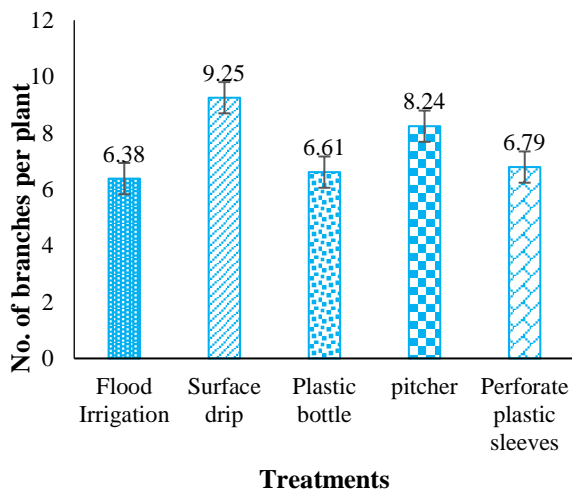 No. of branches per plant
12
10
8
6
4
2
0
6.38
9.25
6.61
8.24
6.79
Flood
Irrigation
Surface
drip
Plastic
bottle
pitcher
Perforate
plastic
sleeves
Treatments